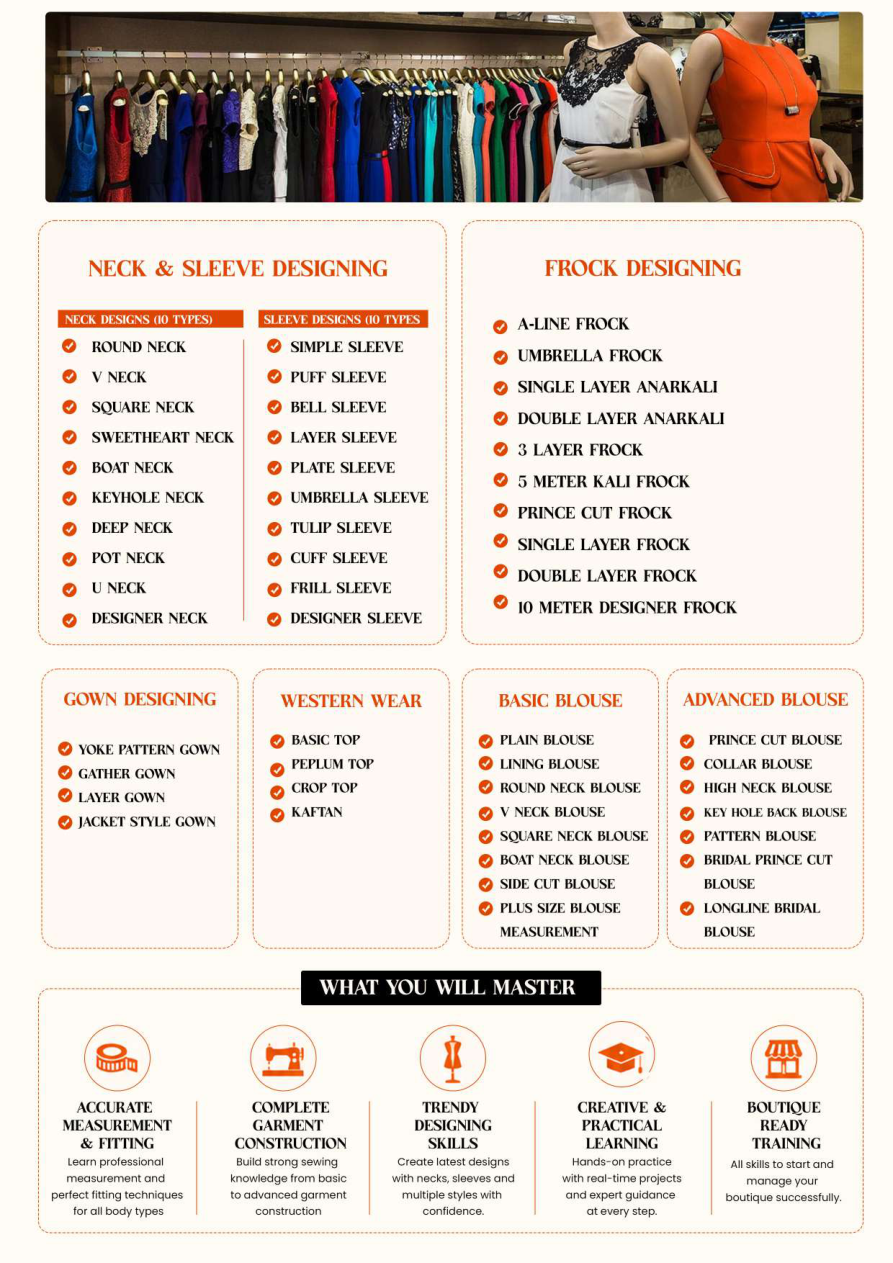 NECK & SLEEVE DESIGNING
NECK DESIGNS (10 TYPES)
ROUND NECK
V NECK
SQUARE NECK
SWEETHEART NECK
BOAT NECK
KEYHOLE NECK
DEEP NECK
POT NECK
U NECK
DESIGNER NECK
SLEEVE DESIGNS (10 TYPES
SIMPLE SLEEVE
PUFF SLEEVE
BELL SLEEVE
LAYER SLEEVE
PLATE SLEEVE
UMBRELLA SLEEVE
TULIP SLEEVE
CUFF SLEEVE
FRILL SLEEVE
DESIGNER SLEEVE
FROCK DESIGNING
A-LINE FROCK
UMBRELLA FROCK
SINGLE LAYER ANARKALI
DOUBLE LAYER ANARKALI
3 LAYER FROCK
5 METER KALI FROCK
PRINCE CUT FROCK
SINGLE LAYER FROCK
DOUBLE LAYER FROCK
10 METER DESIGNER FROCK
GOWN DESIGNING
YOKE PATTERN GOWN
GATHER GOWN
LAYER GOWN
JACKET STYLE GOWN
WESTERN WEAR
BASIC TOP
PEPLUM TOP
CROP TOP
KAFTAN
BASIC BLOUSE
PLAIN BLOUSE
LINING BLOUSE
ROUND NECK BLOUSE
V NECK BLOUSE
SQUARE NECK BLOUSE
BOAT NECK BLOUSE
SIDE CUT BLOUSE
PLUS SIZE BLOUSE
MEASUREMENT
ADVANCED BLOUSE
PRINCE CUT BLOUSE
COLLAR BLOUSE
HIGH NECK BLOUSE
KEY HOLE BACK BLOUSE
PATTERN BLOUSE
BRIDAL PRINCE CUT
BLOUSE
LONGLINE BRIDAL
BLOUSE
WHAT YOU WILL MASTER
ACCURATE
MEASUREMENT
& FITTING
Learn professional
measurement and
perfect fitting techniques
for all body types
COMPLETE
GARMENT
CONSTRUCTION
Build strong sewing
knowledge from basic
to advanced garment
construction
TRENDY
DESIGNING
SKILLS
Create latest designs
with necks, sleeves and
multiple styles with
confidence.
CREATIVE &
PRACTICAL
LEARNING
Hands-on practice
with real-time projects
and expert guidance
at every step.
BOUTIQUE
READY
TRAINING
All skills to start and
manage your
boutique successfully.